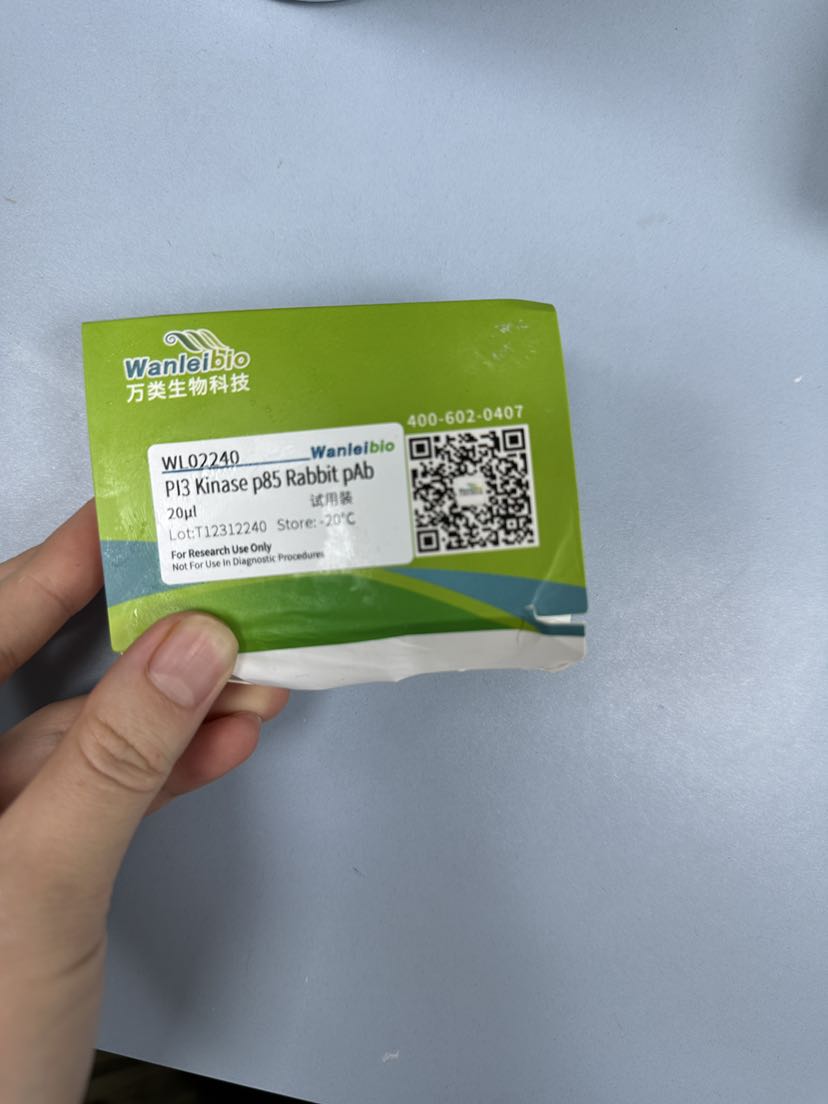 Wanleibio
万类生物科技
400-602-0407
WL02240
Wanleibio
PI3 Kinase p85 Rabbit pAb
20μl
试用装
Lot:T12312240 Store: -20°C
For Research Use Only
Not For Use In Diagnostic Procedures